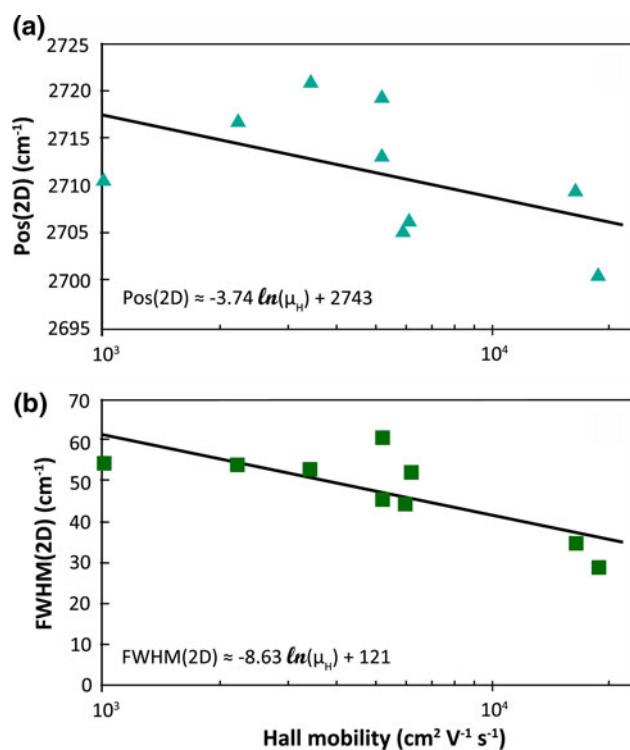 (a)
2725
2720
2715
2710
2705
2700
2695
Pos(2D) (cm⁻¹)
Pos(2D) ≈ -3.74 ln(μH) + 2743
10³
10⁴
(b)
70
60
50
40
30
20
10
0
FWHM(2D) (cm⁻¹)
FWHM(2D) ≈ -8.63 ln(μH) + 121
10³
10⁴
Hall mobility (cm² V⁻¹ s⁻¹)